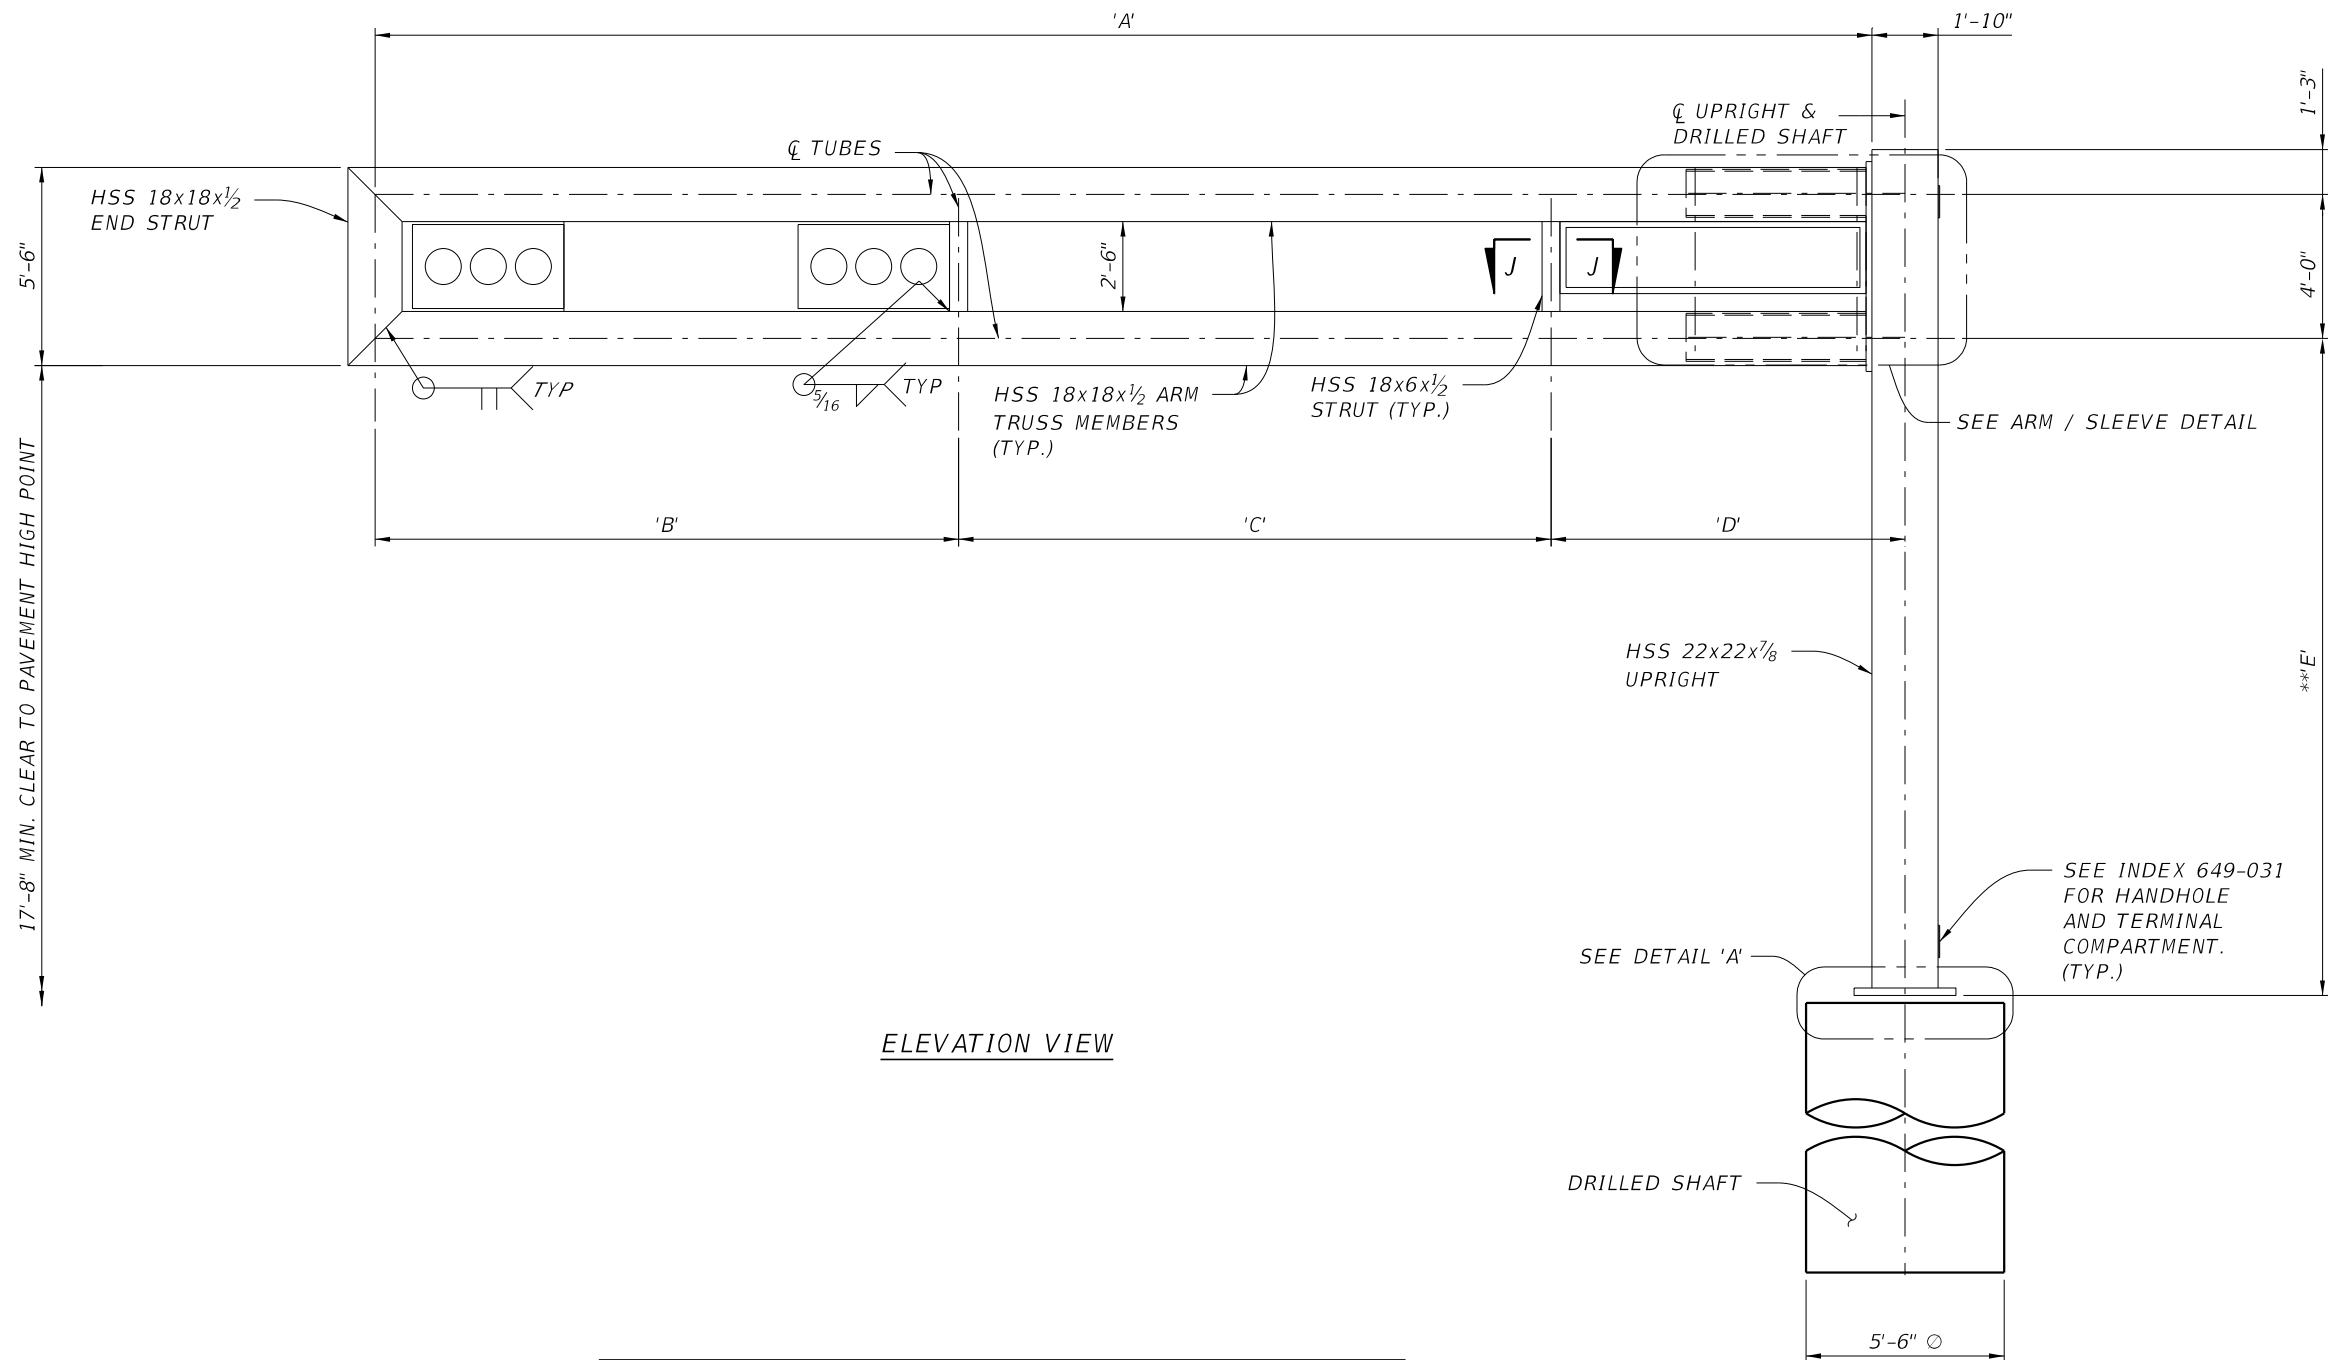 'A'
1'-10"
1'-3"
℄ UPRIGHT &
DRILLED SHAFT
℄ TUBES
HSS 18x18x½
END STRUT
5'-6"
2'-6"
J
J
4'-0"
TYP
5/16
TYP
HSS 18x18x½ ARM
TRUSS MEMBERS
(TYP.)
HSS 18x6x½
STRUT (TYP.)
SEE ARM / SLEEVE DETAIL
17'-8" MIN. CLEAR TO PAVEMENT HIGH POINT
'B'
'C'
'D'
HSS 22x22x⅞
UPRIGHT
**'E'
SEE INDEX 649-031
FOR HANDHOLE
AND TERMINAL
COMPARTMENT.
(TYP.)
SEE DETAIL 'A'
ELEVATION VIEW
DRILLED SHAFT
5'-6" ∅